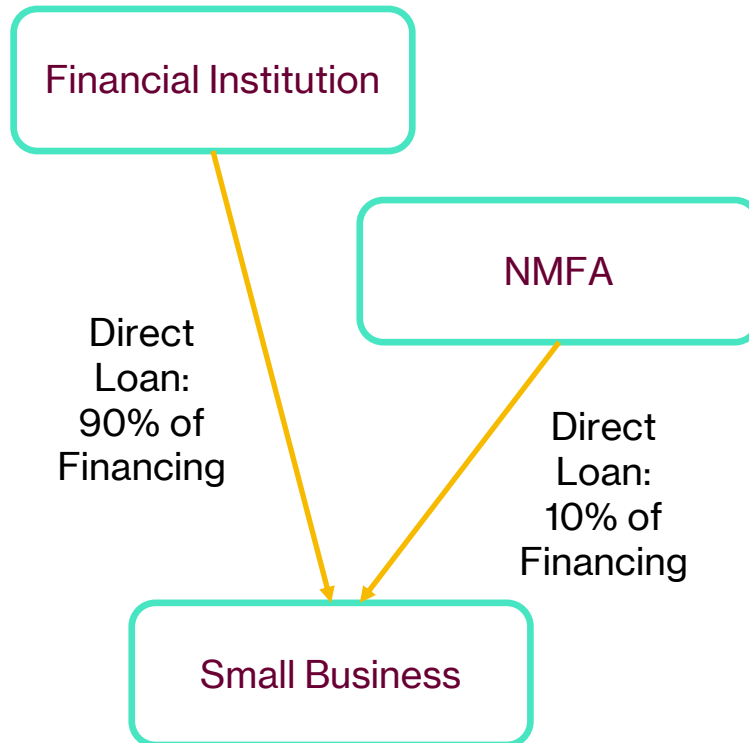 Financial Institution
NMFA
Direct
Loan:
90% of
Financing
Direct
Loan:
10% of
Financing
Small Business